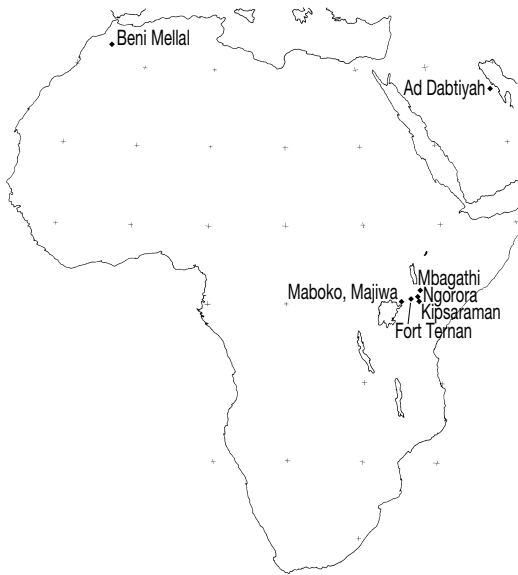 Beni Mellal
Ad Dabtiyah
Mbagathi
Maboko, Majiwa
Ngorora
Kipsaraman
Fort Ternan